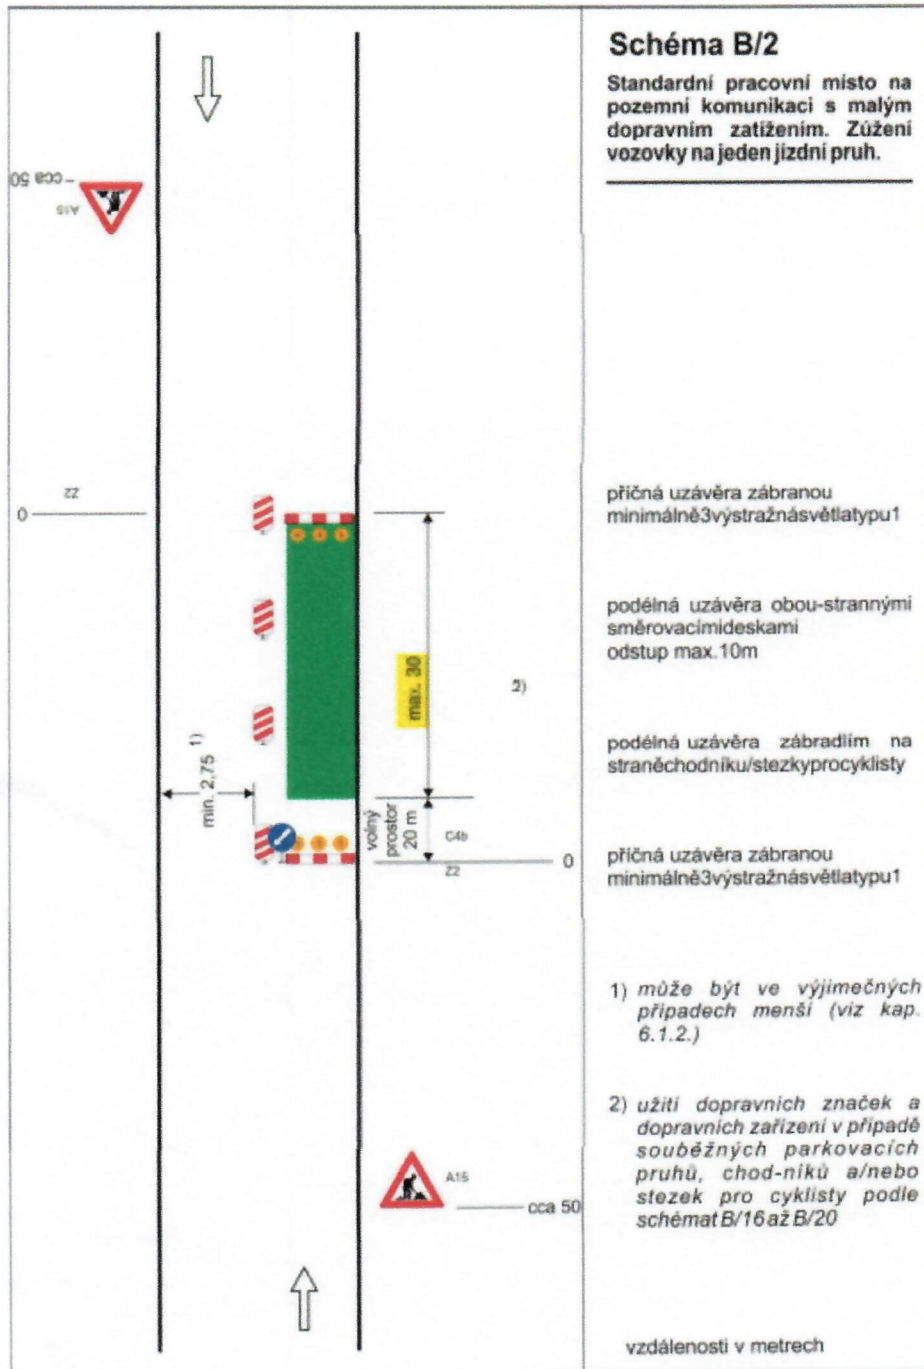 Schéma B/2
Standardní pracovní místo na
pozemní komunikaci s malým
dopravním zatížením. Zúžení
vozovky na jeden jízdní pruh.
cca 50
A15
Z2
0
příčná uzávěra zábranou
minimálně3výstražnásvětlatypu1
podélná uzávěra obou-strannými
směrovacímideskami
odstup max.10m
max. 30
2)
podélná uzávěra zábradlím na
straněchodníku/stezkyprocyklisty
min. 2,75 1)
volný
prostor
20 m
C4b
Z2
0
příčná uzávěra zábranou
minimálně3výstražnásvětlatypu1
1) může být ve výjimečných
případech menší (viz kap.
6.1.2.)
2) užití dopravních značek a
dopravních zařízení v případě
souběžných parkovacích
pruhů, chod-níků a/nebo
stezek pro cyklisty podle
schémat B/16 až B/20
A15
cca 50
vzdálenosti v metrech